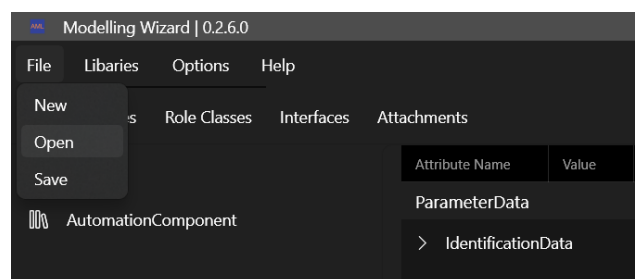 AML Modelling Wizard | 0.2.6.0
File Libaries Options Help
New
Open
Save
Role Classes Interfaces Attachments
Attribute Name Value
ParameterData
AutomationComponent
IdentificationData